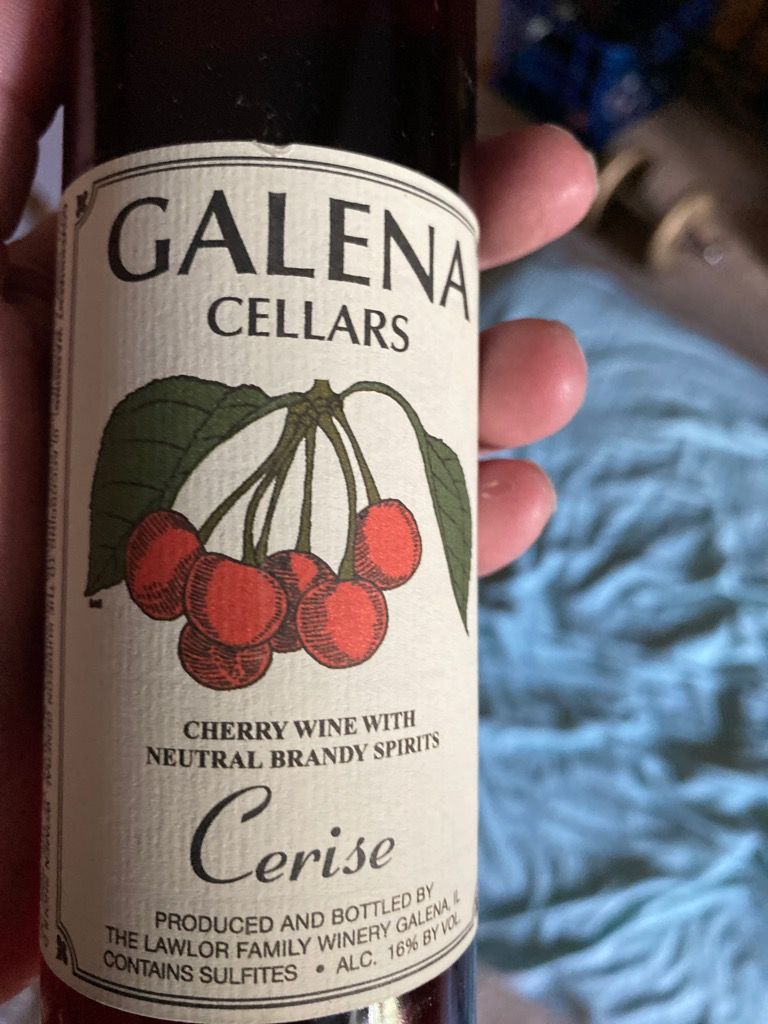 GALENA
CELLARS
CHERRY WINE WITH
NEUTRAL BRANDY SPIRITS
Cerise
PRODUCED AND BOTTLED BY
THE LAWLOR FAMILY WINERY GALENA, IL
CONTAINS SULFITES • ALC. 16% BY VOL.